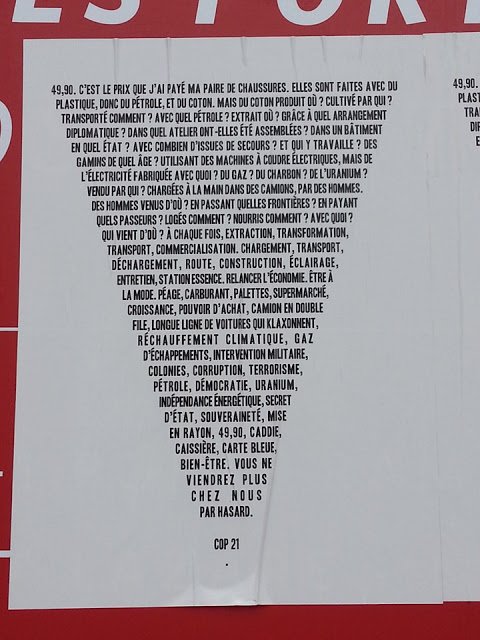 ES PORT
49,90. C'EST LE PRIX QUE J'AI PAYÉ MA PAIRE DE CHAUSSURES. ELLES SONT FAITES AVEC DU
PLASTIQUE, DONC DU PÉTROLE, ET DU COTON. MAIS DU COTON PRODUIT OÙ ? CULTIVÉ PAR QUI ?
TRANSPORTÉ COMMENT ? AVEC QUEL PÉTROLE ? EXTRAIT OÙ ? GRÂCE À QUEL ARRANGEMENT
DIPLOMATIQUE ? DANS QUEL ATELIER ONT-ELLES ÉTÉ ASSEMBLÉES ? DANS UN BÂTIMENT
EN QUEL ÉTAT ? AVEC COMBIEN D'ISSUES DE SECOURS ? ET QUI Y TRAVAILLE ? DES
GAMINS DE QUEL ÂGE ? UTILISANT DES MACHINES À COUDRE ÉLECTRIQUES, MAIS DE
L'ÉLECTRICITÉ FABRIQUÉE AVEC QUOI ? DU GAZ ? DU CHARBON ? DE L'URANIUM ?
VENDU PAR QUI ? CHARGÉES À LA MAIN DANS DES CAMIONS, PAR DES HOMMES.
DES HOMMES VENUS D'OÙ ? EN PASSANT QUELLES FRONTIÈRES ? EN PAYANT
QUELS PASSEURS ? LOGÉS COMMENT ? NOURRIS COMMENT ? AVEC QUOI ?
QUI VIENT D'OÙ ? À CHAQUE FOIS, EXTRACTION, TRANSFORMATION,
TRANSPORT, COMMERCIALISATION. CHARGEMENT, TRANSPORT,
DÉCHARGEMENT, ROUTE, CONSTRUCTION, ÉCLAIRAGE,
ENTRETIEN, STATION ESSENCE. RELANCER L'ÉCONOMIE. ÊTRE À
LA MODE. PÉAGE, CARBURANT, PALETTES, SUPERMARCHÉ,
CROISSANCE, POUVOIR D'ACHAT, CAMION EN DOUBLE
FILE, LONGUE LIGNE DE VOITURES QUI KLAXONNENT,
RÉCHAUFFEMENT CLIMATIQUE, GAZ
D'ÉCHAPPEMENTS, INTERVENTION MILITAIRE,
COLONIES, CORRUPTION, TERRORISME,
PÉTROLE, DÉMOCRATIE, URANIUM,
INDÉPENDANCE ÉNERGÉTIQUE, SECRET
D'ÉTAT, SOUVERAINETÉ, MISE
EN RAYON, 49,90, CADDIE,
CAISSIÈRE, CARTE BLEUE,
BIEN-ÊTRE. VOUS NE
VIENDREZ PLUS
CHEZ NOUS
PAR HASARD.
COP 21
.
49,90.
PLAST
TRA
DIP
E